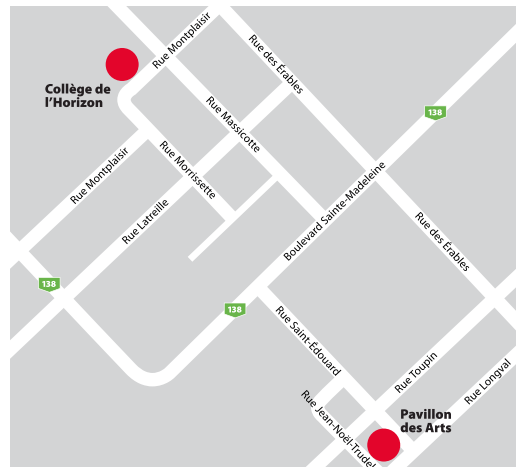 Rue Montplaisir
Rue des Érables
Collège de
l'Horizon
Rue Massicotte
138
Rue Montplaisir
Rue Morrissette
Rue Latreille
Boulevard Sainte-Madeleine
Rue des Érables
138
138
Rue Saint-Édouard
Rue Toupin
Rue Longval
Rue Jean-Noël-Trudel
Pavillon
des Arts